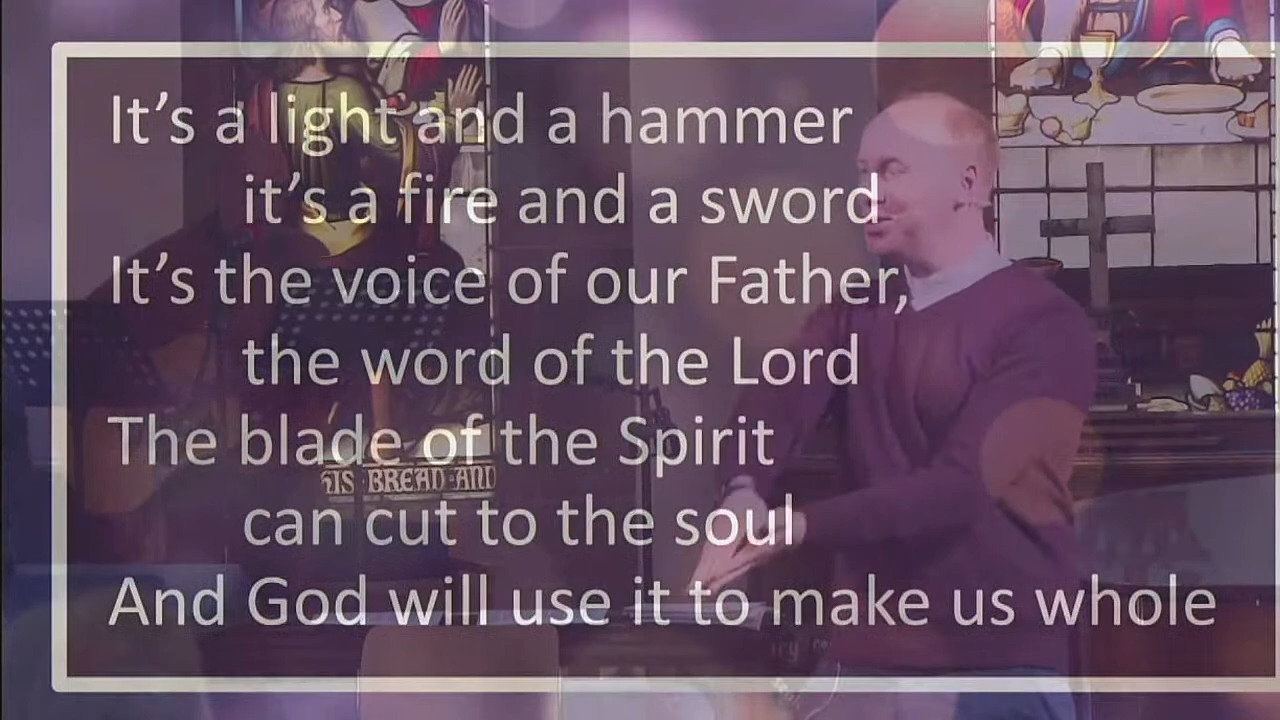 It’s a light and a hammer
it’s a fire and a sword
It’s the voice of our Father,
the word of the Lord
The blade of the Spirit
can cut to the soul
And God will use it to make us whole
BREAD AND